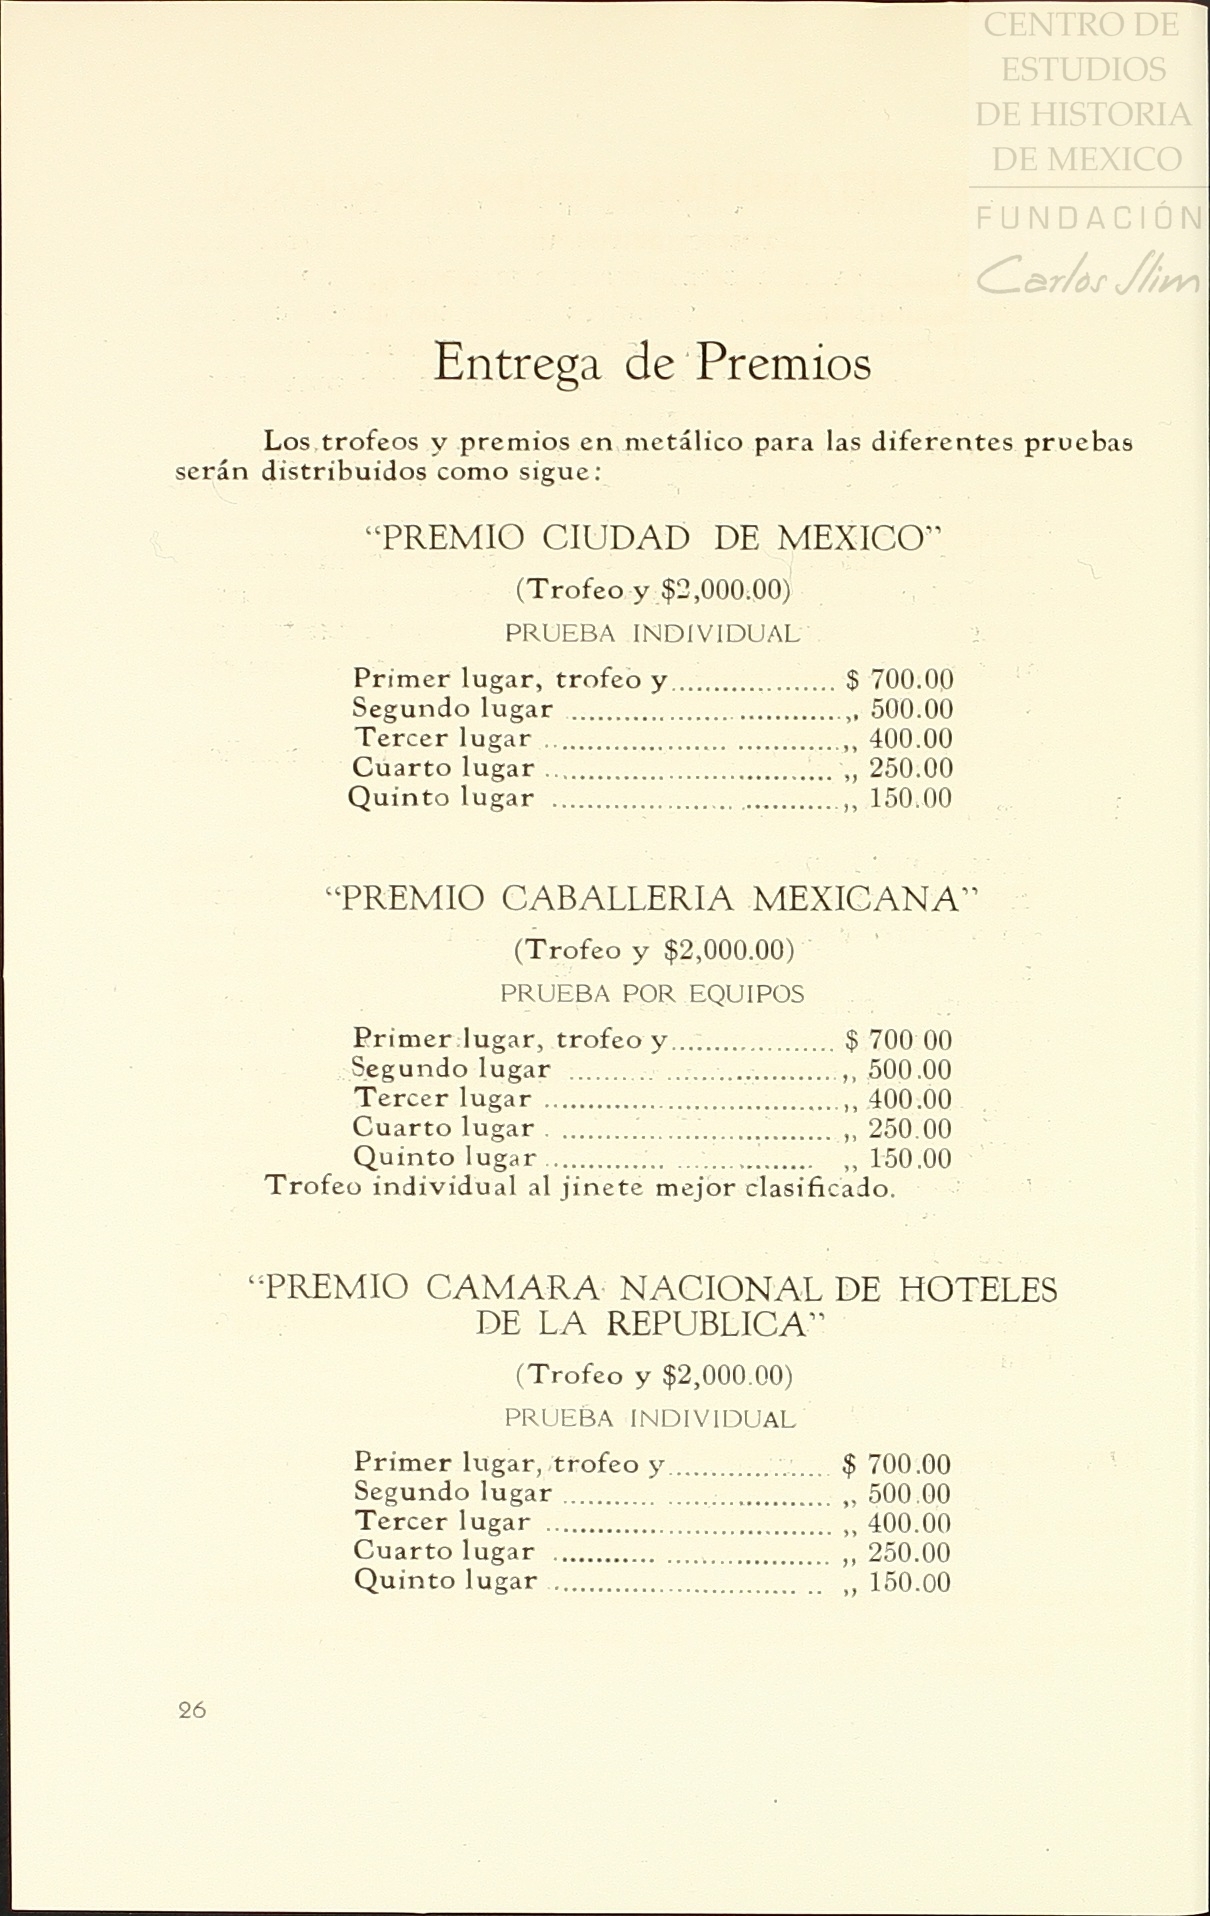 CENTRO DE
ESTUDIOS
DE HISTORIA
DE MEXICO
FUNDACIÓN
Carlos Slim
Entrega de Premios
Los trofeos y premios en metálico para las diferentes pruebas
serán distribuidos como sigue:
“PREMIO CIUDAD DE MEXICO”
(Trofeo y $2,000.00)
PRUEBA INDIVIDUAL
Primer lugar, trofeo y................... $ 700.00
Segundo lugar ................................,, 500.00
Tercer lugar ..................................,, 400.00
Cuarto lugar ................................. ,, 250.00
Quinto lugar .................................,, 150.00
“PREMIO CABALLERIA MEXICANA”
(Trofeo y $2,000.00)
PRUEBA POR EQUIPOS
Primer lugar, trofeo y................... $ 700 00
Segundo lugar ...............................,, 500.00
Tercer lugar ..................................,, 400.00
Cuarto lugar . ............................... ,, 250.00
Quinto lugar ............................... ,, 150.00
Trofeo individual al jinete mejor clasificado.
“PREMIO CAMARA NACIONAL DE HOTELES
DE LA REPUBLICA”
(Trofeo y $2,000.00)
PRUEBA INDIVIDUAL
Primer lugar, trofeo y................... $ 700.00
Segundo lugar ............................... ,, 500.00
Tercer lugar ................................. ,, 400.00
Cuarto lugar ................................ ,, 250.00
Quinto lugar .............................. ,, 150.00
26